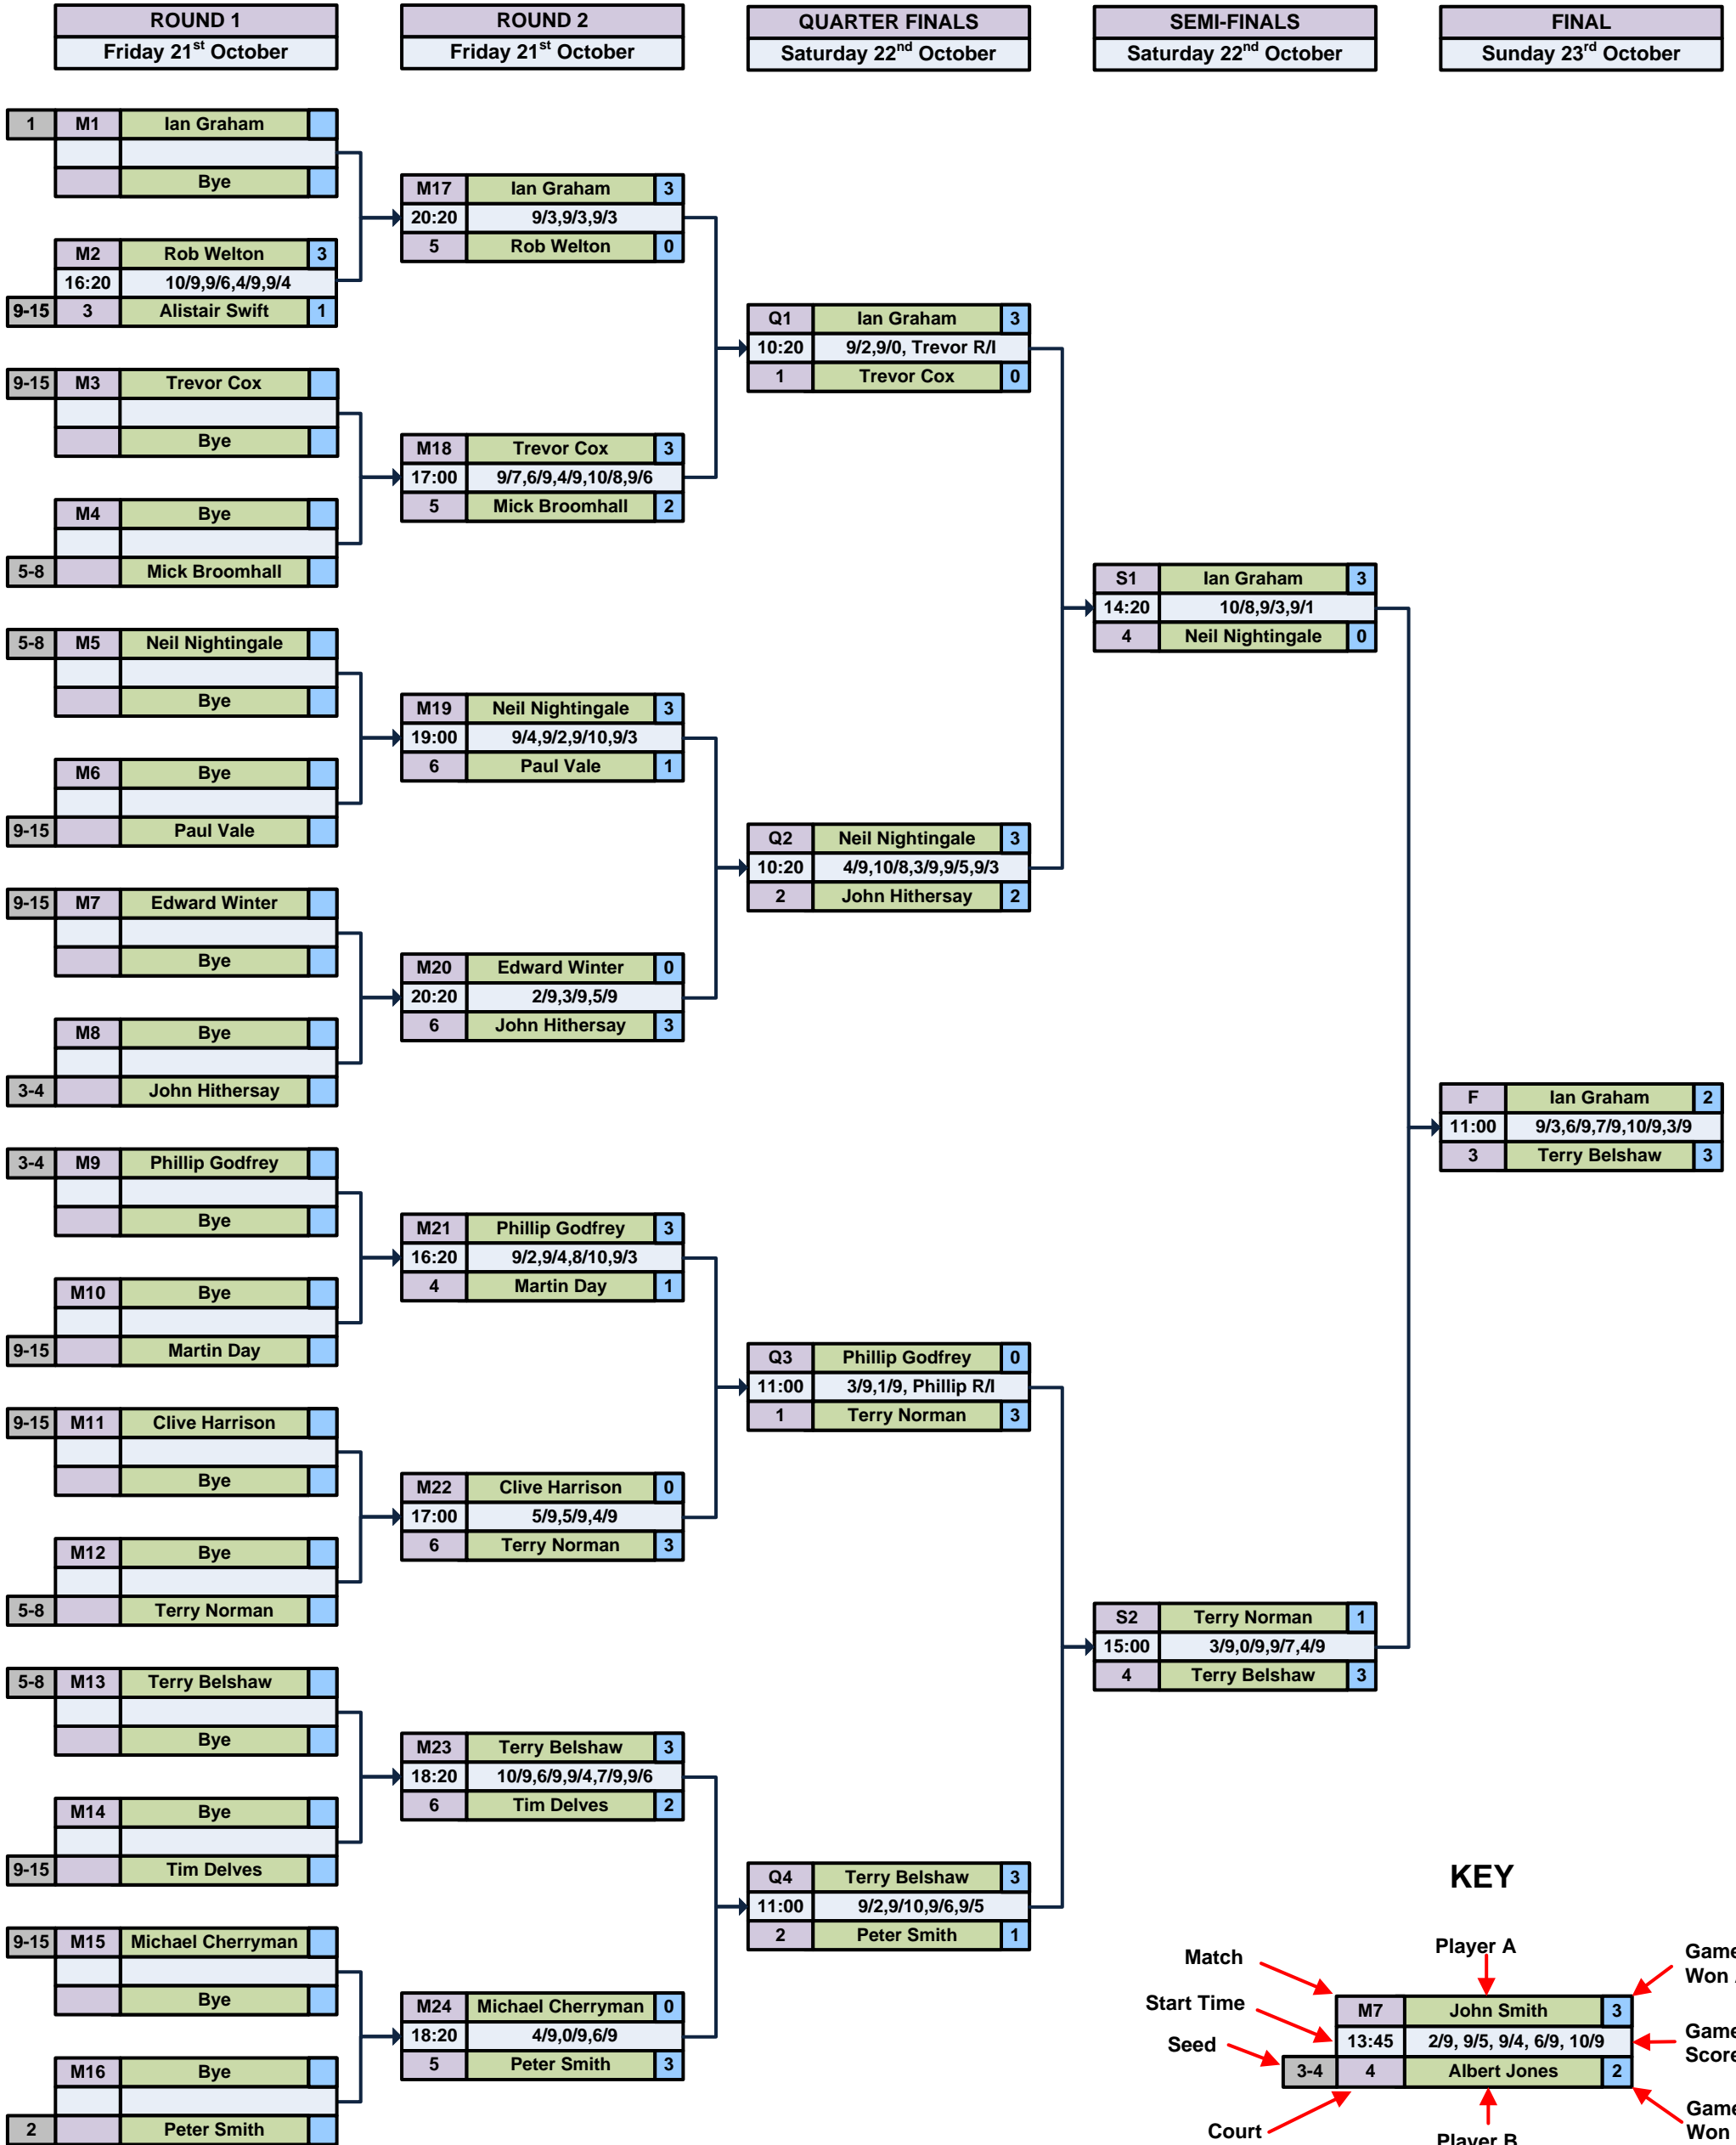 ROUND 1
Friday 21st October
ROUND 2
Friday 21st October
QUARTER FINALS
Saturday 22nd October
SEMI-FINALS
Saturday 22nd October
FINAL
Sunday 23rd October
1 M1 Ian Graham
Bye
M2 Rob Welton 3
16:20 10/9,9/6,4/9,9/4
9-15 3 Alistair Swift 1
9-15 M3 Trevor Cox
Bye
M4 Bye
5-8 Mick Broomhall
5-8 M5 Neil Nightingale
Bye
M6 Bye
9-15 Paul Vale
9-15 M7 Edward Winter
Bye
M8 Bye
3-4 John Hithersay
3-4 M9 Phillip Godfrey
Bye
M10 Bye
9-15 Martin Day
9-15 M11 Clive Harrison
Bye
M12 Bye
5-8 Terry Norman
5-8 M13 Terry Belshaw
Bye
M14 Bye
9-15 Tim Delves
9-15 M15 Michael Cherryman
Bye
M16 Bye
2 Peter Smith
M17 Ian Graham 3
20:20 9/3,9/3,9/3
5 Rob Welton 0
M18 Trevor Cox 3
17:00 9/7,6/9,4/9,10/8,9/6
5 Mick Broomhall 2
M19 Neil Nightingale 3
19:00 9/4,9/2,9/10,9/3
6 Paul Vale 1
M20 Edward Winter 0
20:20 2/9,3/9,5/9
6 John Hithersay 3
M21 Phillip Godfrey 3
16:20 9/2,9/4,8/10,9/3
4 Martin Day 1
M22 Clive Harrison 0
17:00 5/9,5/9,4/9
6 Terry Norman 3
M23 Terry Belshaw 3
18:20 10/9,6/9,9/4,7/9,9/6
6 Tim Delves 2
M24 Michael Cherryman 0
18:20 4/9,0/9,6/9
5 Peter Smith 3
Q1 Ian Graham 3
10:20 9/2,9/0, Trevor R/I
1 Trevor Cox 0
Q2 Neil Nightingale 3
10:20 4/9,10/8,3/9,9/5,9/3
2 John Hithersay 2
Q3 Phillip Godfrey 0
11:00 3/9,1/9, Phillip R/I
1 Terry Norman 3
Q4 Terry Belshaw 3
11:00 9/2,9/10,9/6,9/5
2 Peter Smith 1
S1 Ian Graham 3
14:20 10/8,9/3,9/1
4 Neil Nightingale 0
S2 Terry Norman 1
15:00 3/9,0/9,9/7,4/9
4 Terry Belshaw 3
F Ian Graham 2
11:00 9/3,6/9,7/9,10/9,3/9
3 Terry Belshaw 3
KEY
Match
Player A
Game
Won
Start Time
M7 John Smith 3
13:45 2/9, 9/5, 9/4, 6/9, 10/9
Game
Score
Seed
3-4 4 Albert Jones 2
Court
Player B
Game
Won